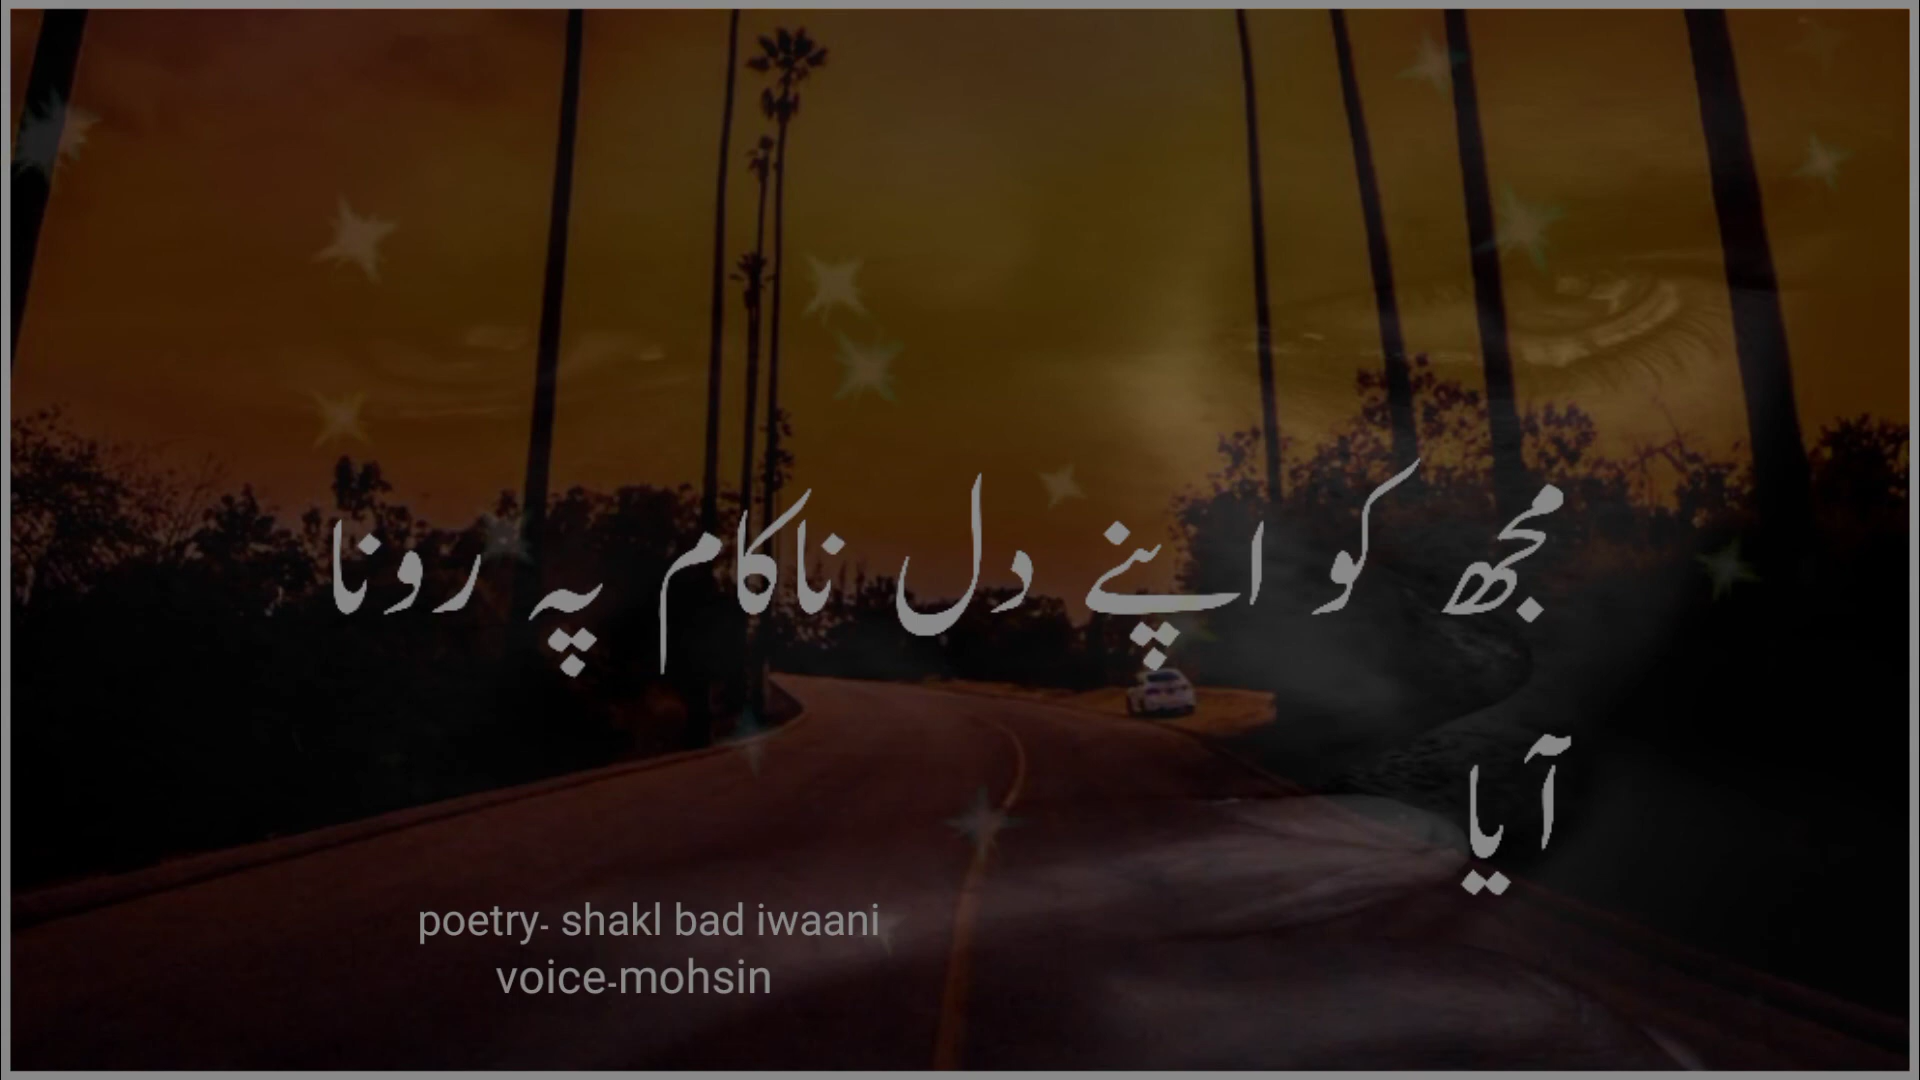 مجھ کو اپنے دل ناکام پہ رونا
آیا
poetry- shakl bad iwaani
voice-mohsin